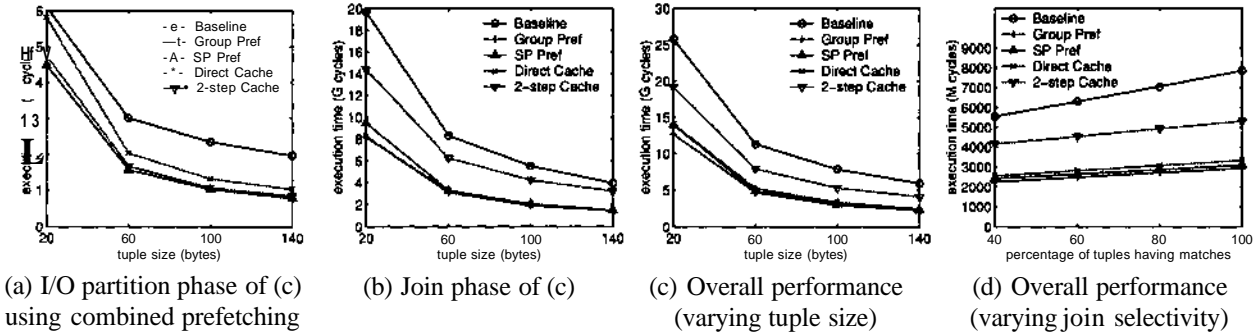 6
5
4
1 3
1
0
20 60 100 140
tuple size (bytes)
- e - Baseline
—t- Group Pref
-A- SP Pref
- * - Direct Cache
2-step Cache
(a) I/O partition phase of (c)
using combined prefetching
execution time (G cycles)
20
18
16
14
12
10
8
6
4
2
0
20 60 100 140
tuple size (bytes)
Baseline
Group Pref
SP Pref
Direct Cache
2-step Cache
(b) Join phase of (c)
execution time (G cycles)
30
25
20
15
10
5
0
20 60 100 140
tuple size (bytes)
Baseline
Group Pref
SP Pref
Direct Cache
2-step Cache
(c) Overall performance
(varying tuple size)
execution time (M cycles)
9000
8000
7000
6000
5000
4000
3000
2000
1000
0
40 60 80 100
percentage of tuples having matches
Baseline
Group Pref
SP Pref
Direct Cache
2-step Cache
(d) Overall performance
(varying join selectivity)